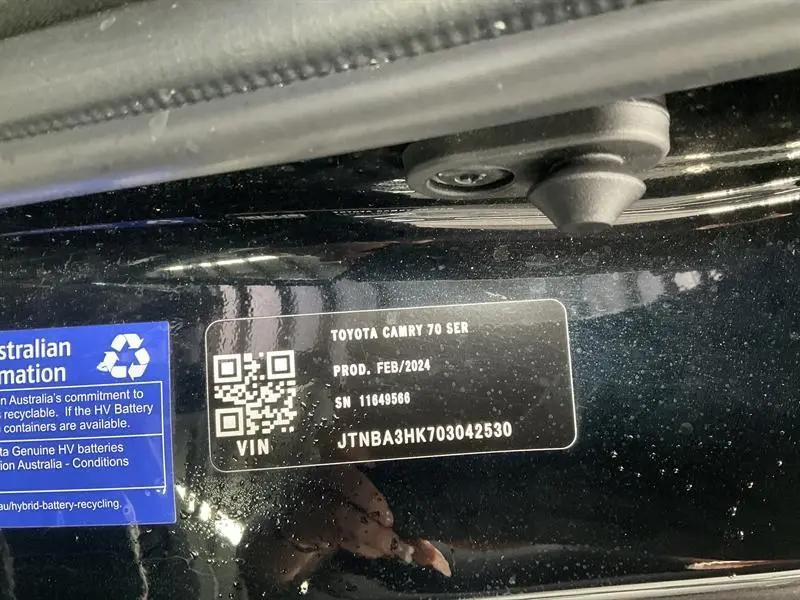 stralian
mation
n Australia's commitment to
recyclable. If the HV Battery
containers are available.
ta Genuine HV batteries
ion Australia - Conditions
au/hybrid-battery-recycling.
TOYOTA CAMRY 70 SER
PROD. FEB/2024
SN 11649566
VIN
JTNBA3HK703042530